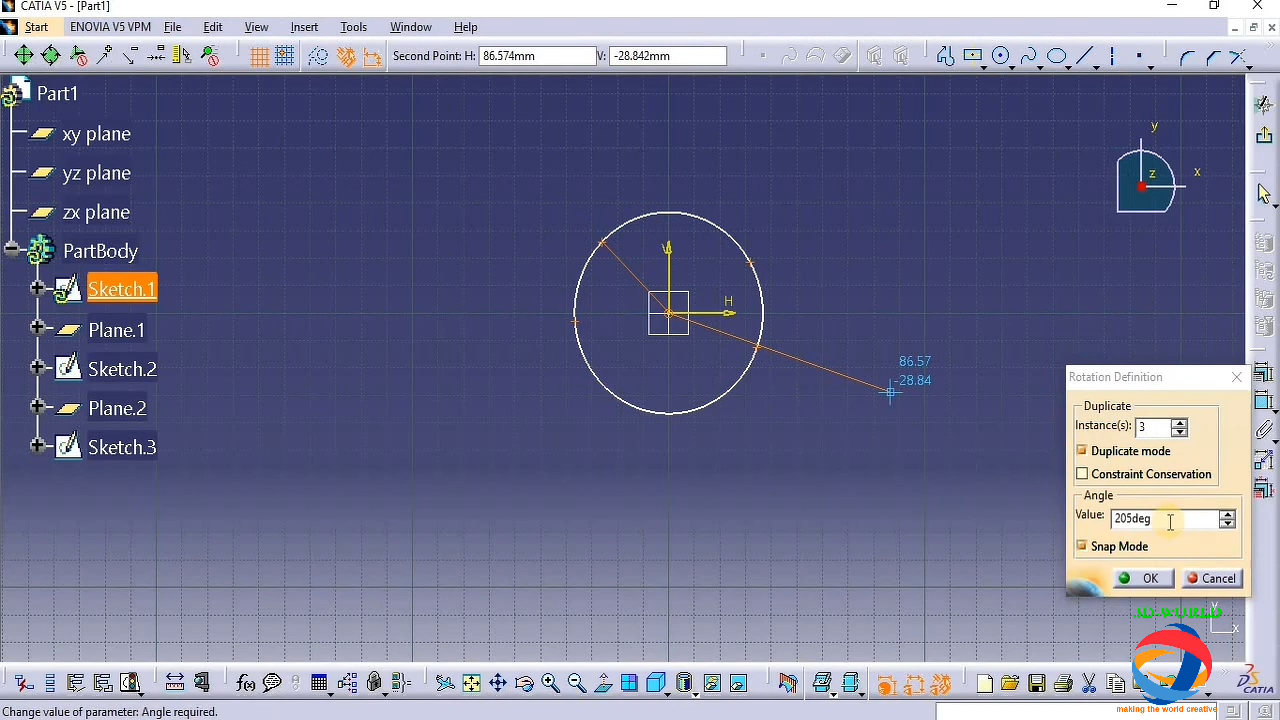 CATIA V5 - [Part1]
Start ENOVIA V5 VPM File Edit View Insert Tools Window Help
Second Point: H: 86.574mm V: -28.842mm
Part1
xy plane
yz plane
zx plane
PartBody
Sketch.1
Plane.1
Sketch.2
Plane.2
Sketch.3
y
x
z
V
H
86.57
-28.84
Rotation Definition
Duplicate
Instance(s): 3
Duplicate mode
Constraint Conservation
Angle
Value: 205deg
Snap Mode
OK Cancel
y
x
f(x)
CATIA
making the world creative
Change value of parameter: Angle required.